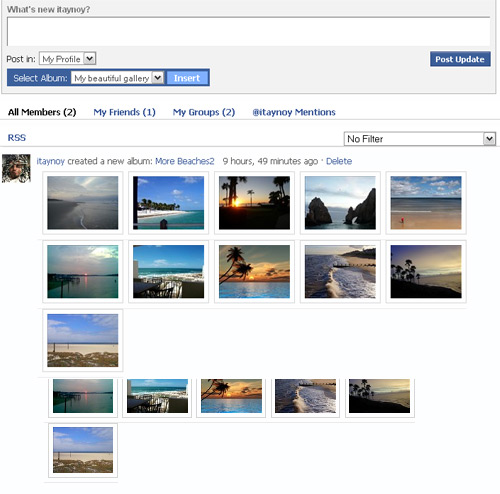 What's new itaynoy?
Post in: My Profile
Post Update
Select Album: My beautiful gallery Insert
All Members (2) My Friends (1) My Groups (2) @itaynoy Mentions
RSS
No Filter
itaynoy created a new album: More Beaches2 9 hours, 49 minutes ago · Delete